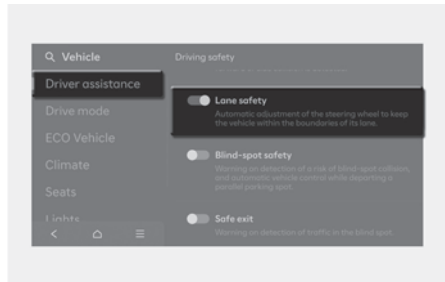 Vehicle
Driving safety
Driver assistance
Drive mode
ECO Vehicle
Climate
Seats
Lights
Lane safety
Automatic adjustment of the steering wheel to keep
the vehicle within the boundaries of its lane.
Blind-spot safety
Warning on detection of a risk of blind-spot collision,
and automatic vehicle control while departing a
parallel parking spot.
Safe exit
Warning on detection of traffic in the blind spot.